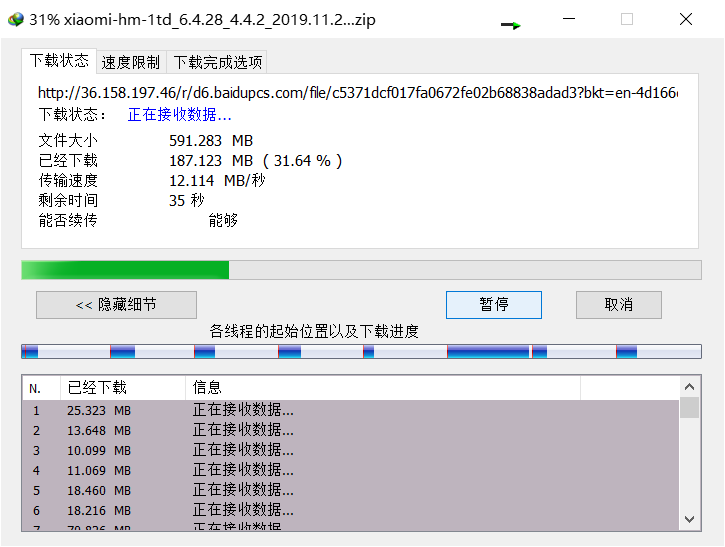 31% xiaomi-hm-1td_6.4.28_4.4.2_2019.11.2...zip
下载状态 速度限制 下载完成选项
http://36.158.197.46/r/d6.baidupcs.com/file/c5371dcf017fa0672fe02b68838adad3?bkt=en-4d166
下载状态： 正在接收数据...
文件大小 591.283 MB
已经下载 187.123 MB ( 31.64 % )
传输速度 12.114 MB/秒
剩余时间 35 秒
能否续传 能够
<< 隐藏细节 暂停 取消
各线程的起始位置以及下载进度
N. 已经下载 信息
1 25.323 MB 正在接收数据...
2 13.648 MB 正在接收数据...
3 10.099 MB 正在接收数据...
4 11.069 MB 正在接收数据...
5 18.460 MB 正在接收数据...
6 18.216 MB 正在接收数据...
7 70.826 MB 正在接收数据